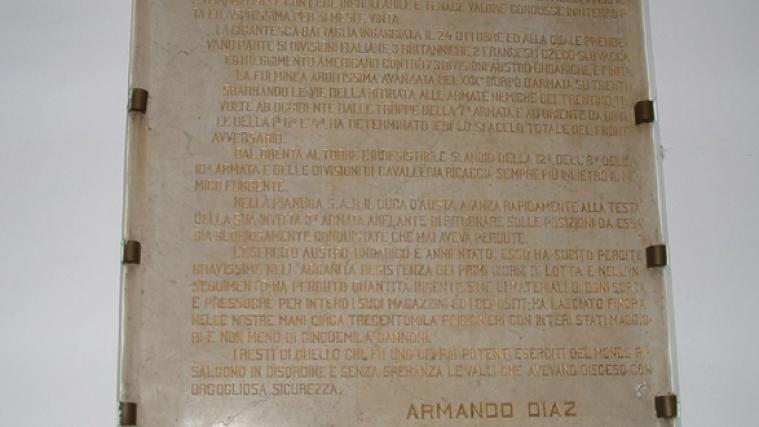 CONDUSSE ININTERROT-
TA ED ASPRISSIMA PER 41 MESI E VINTA.
LA GIGANTESCA BATTAGLIA INGAGGIATA IL 24 OTTOBRE ED ALLA QUALE PRENDE-
VANO PARTE 51 DIVISIONI ITALIANE 3 BRITANNICHE 2 FRANCESI 1 CZECO SLOVACCA
ED 1 REGGIMENTO AMERICANO CONTRO 73 DIVISIONI AUSTRO-UNGARICHE, È FINITA.
LA FULMINEA ARDITISSIMA AVANZATA DEL XXIX° CORPO D'ARMATA SU TRENTO
SBARRANDO LE VIE DELLA RITIRATA ALLE ARMATE NEMICHE DEL TRENTINO, TRA-
VOLTE AD OCCIDENTE DALLE TRUPPE DELLA 7ª ARMATA E AD ORIENTE DA QUEL-
LE DELLA 1ª 6ª E 4ª, HA DETERMINATO IERI LO SFACELO TOTALE DEL FRONTE
AVVERSARIO.
DAL BRENTA AL TORRE L'IRRESISTIBILE SLANCIO DELLA 12ª, DELL'8ª DELLA
10ª ARMATA E DELLE DIVISIONI DI CAVALLERIA RICACCIA SEMPRE PIÙ INDIETRO IL NE-
MICO FUGGENTE.
NELLA PIANURA S.A.R. IL DUCA D'AOSTA AVANZA RAPIDAMENTE ALLA TESTA
DELLA SUA INVITTA 3ª ARMATA ANELANTE DI RITORNARE SULLE POSIZIONI DA ESSA
GIÀ GLORIOSAMENTE CONQUISTATE, CHE MAI AVEVA PERDUTE.
L'ESERCITO AUSTRO-UNGARICO È ANNIENTATO: ESSO HA SUBITO PERDITE
GRAVISSIME NELL'ACCANITA RESISTENZA DEI PRIMI GIORNI DI LOTTA E NELL'IN-
SEGUIMENTO HA PERDUTO QUANTITÀ INGENTISSIME DI MATERIALI D'OGNI SORTA
E PRESSOCHÈ PER INTERO I SUOI MAGAZZINI ED I DEPOSITI; HA LASCIATO FINORA
NELLE NOSTRE MANI CIRCA TRECENTOMILA PRIGIONIERI CON INTERI STATI MAGGIO-
RI E NON MENO DI CINQUEMILA CANNONI.
I RESTI DI QUELLO CHE FU UNO DEI PIÙ POTENTI ESERCITI DEL MONDO RI-
SALGONO IN DISORDINE E SENZA SPERANZA LE VALLI CHE AVEVANO DISCESO CON
ORGOGLIOSA SICUREZZA.
ARMANDO DIAZ